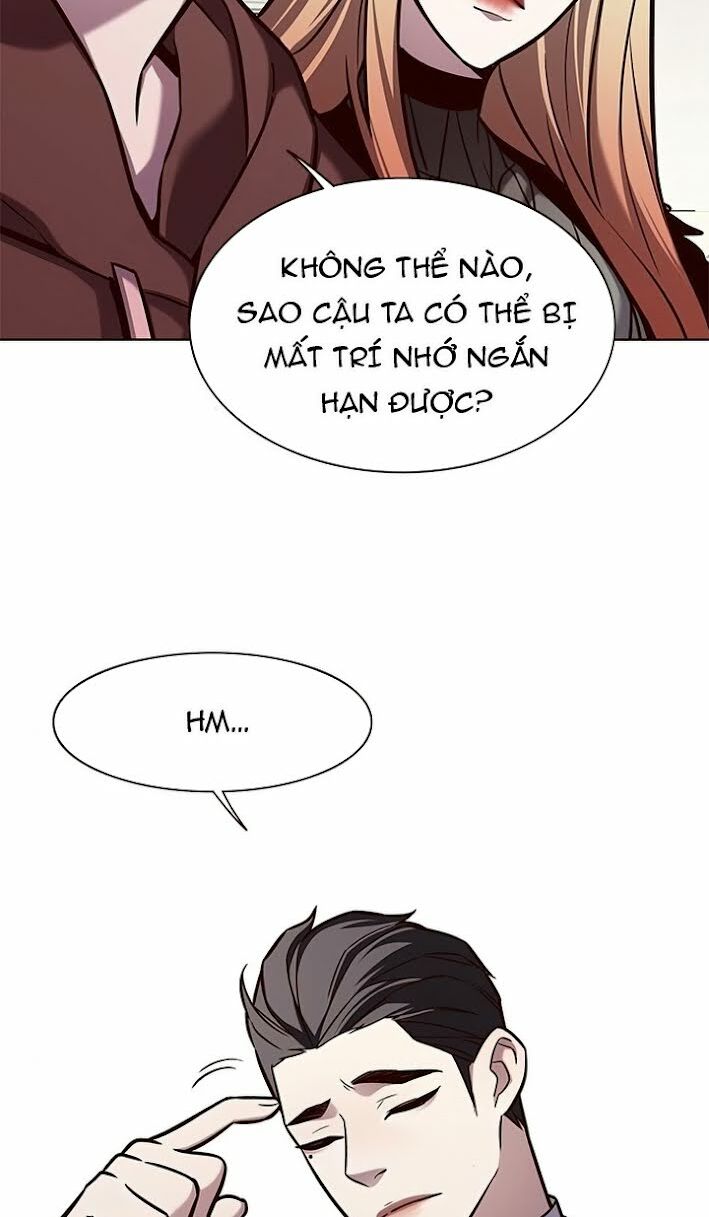 KHÔNG THỂ NÀO,
SAO CẬU TA CÓ THỂ BỊ
MẤT TRÍ NHỚ NGẮN
HẠN ĐƯỢC?
HM...